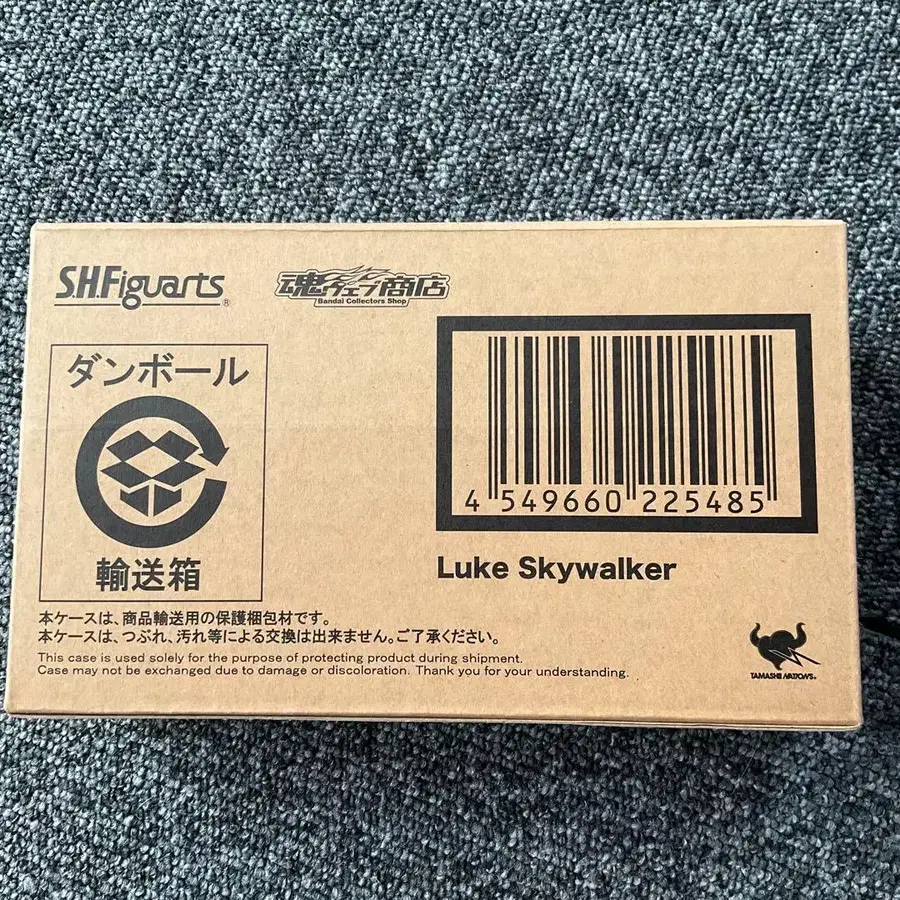 S.H.Figuarts®
魂ウェブ商店
Bandai Collectors Shop
ダンボール
輸送箱
4 549660 225485
Luke Skywalker
本ケースは、商品輸送用の保護梱包材です。
本ケースは、つぶれ、汚れ等による交換は出来ません。ご了承ください。
This case is used solely for the purpose of protecting product during shipment.
Case may not be exchanged due to damage or discoloration. Thank you for your understanding.
TAMASHII NATIONS®